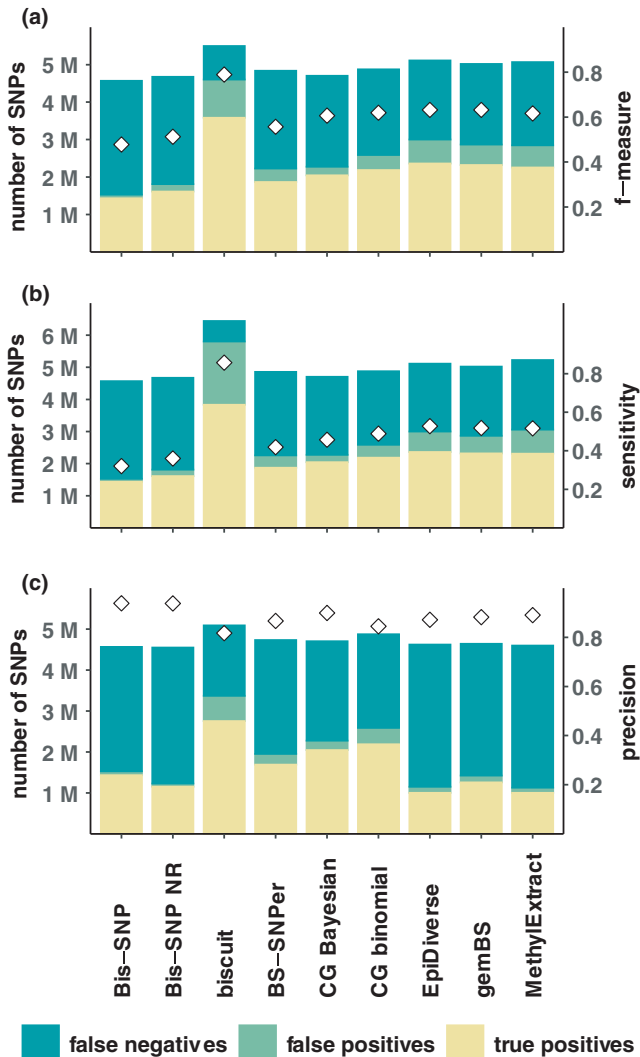 (a)
number of SNPs
5 M
4 M
3 M
2 M
1 M
0.8
0.6
0.4
0.2
f−measure
(b)
number of SNPs
6 M
5 M
4 M
3 M
2 M
1 M
0.8
0.6
0.4
0.2
sensitivity
(c)
number of SNPs
5 M
4 M
3 M
2 M
1 M
0.8
0.6
0.4
0.2
precision
Bis−SNP
Bis−SNP NR
biscuit
BS−SNPer
CG Bayesian
CG binomial
EpiDiverse
gemBS
MethylExtract
false negatives
false positives
true positives